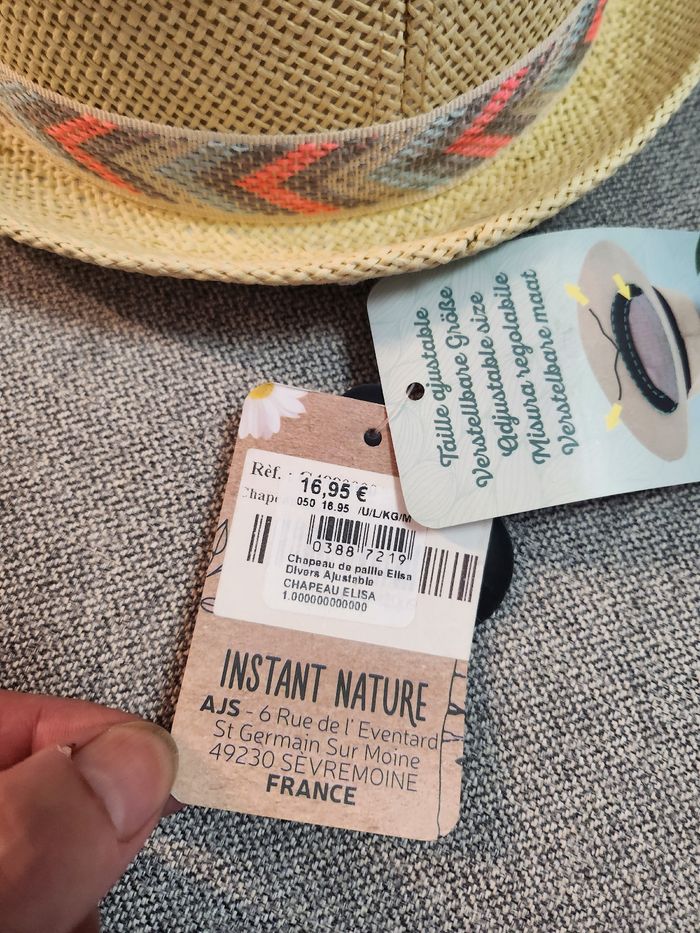 Taille ajustable
Verstellbare Größe
Adjustable size
Misura regolabile
Verstelbare maat
Rèf. :
16,95 €
050 16.95 /U/L/KG/M
0388 7219
Chapeau de paille Elisa
Divers Ajustable
CHAPEAU ELISA
1.000000000000
INSTANT NATURE
AJS - 6 Rue de l' Eventard
St Germain Sur Moine
49230 SEVREMOINE
FRANCE